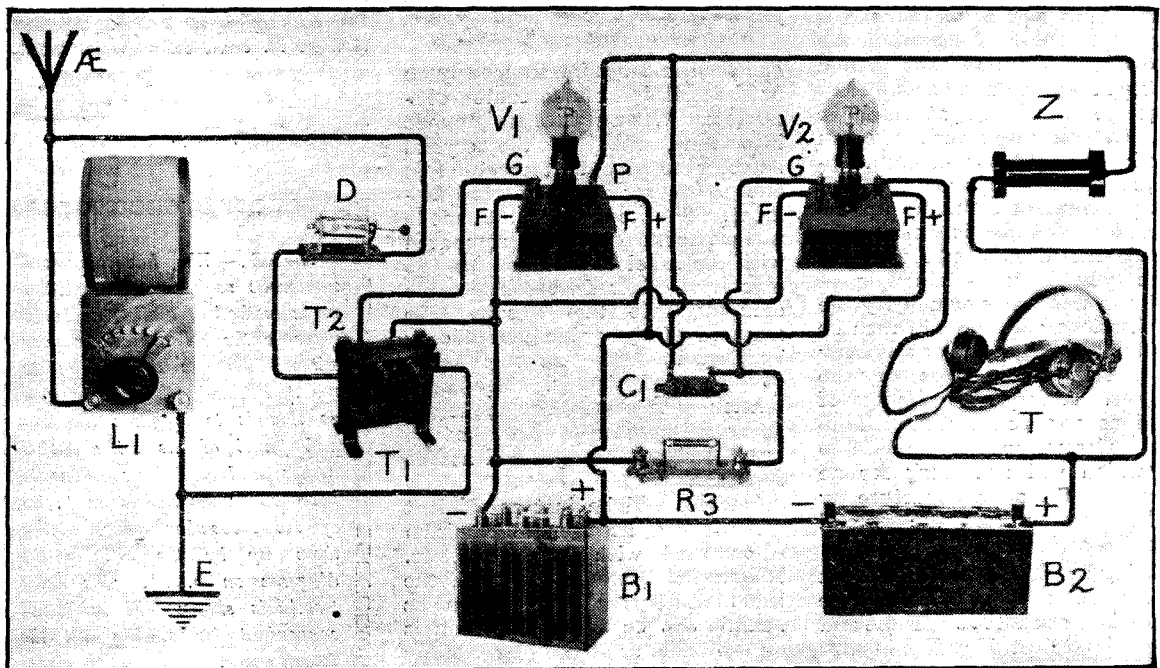 Æ
V1
V2
Z
G
P
G
D
F - F +
F - F +
T2
C1
T
L1
T1
R3
- +
- +
E
B1
B2